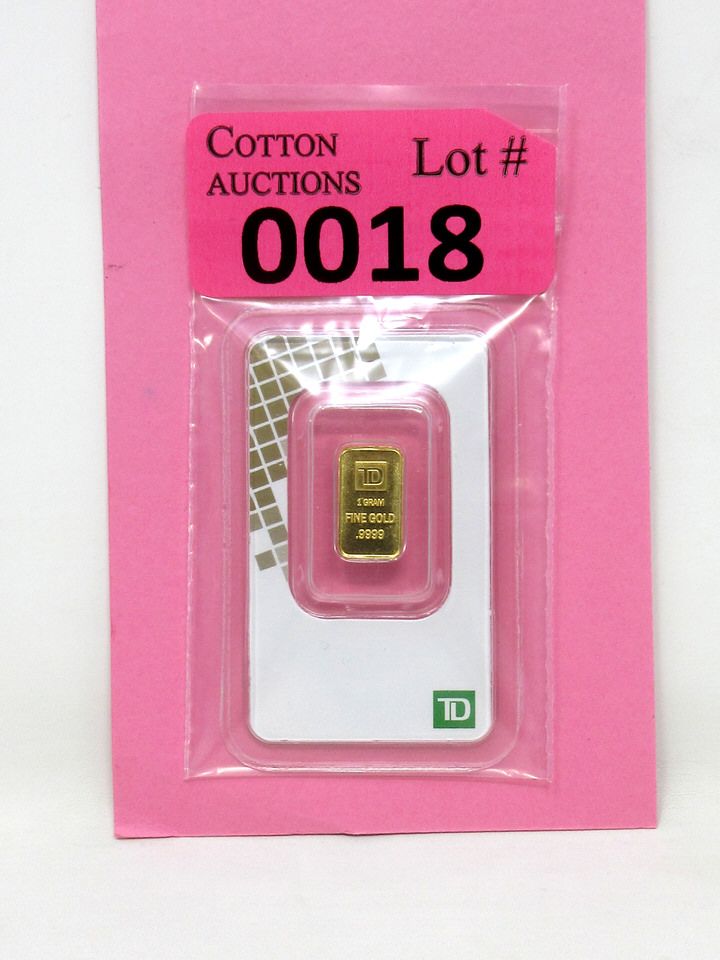 COTTON
AUCTIONS
Lot #
0018
TD
1 GRAM
FINE GOLD
.9999
TD